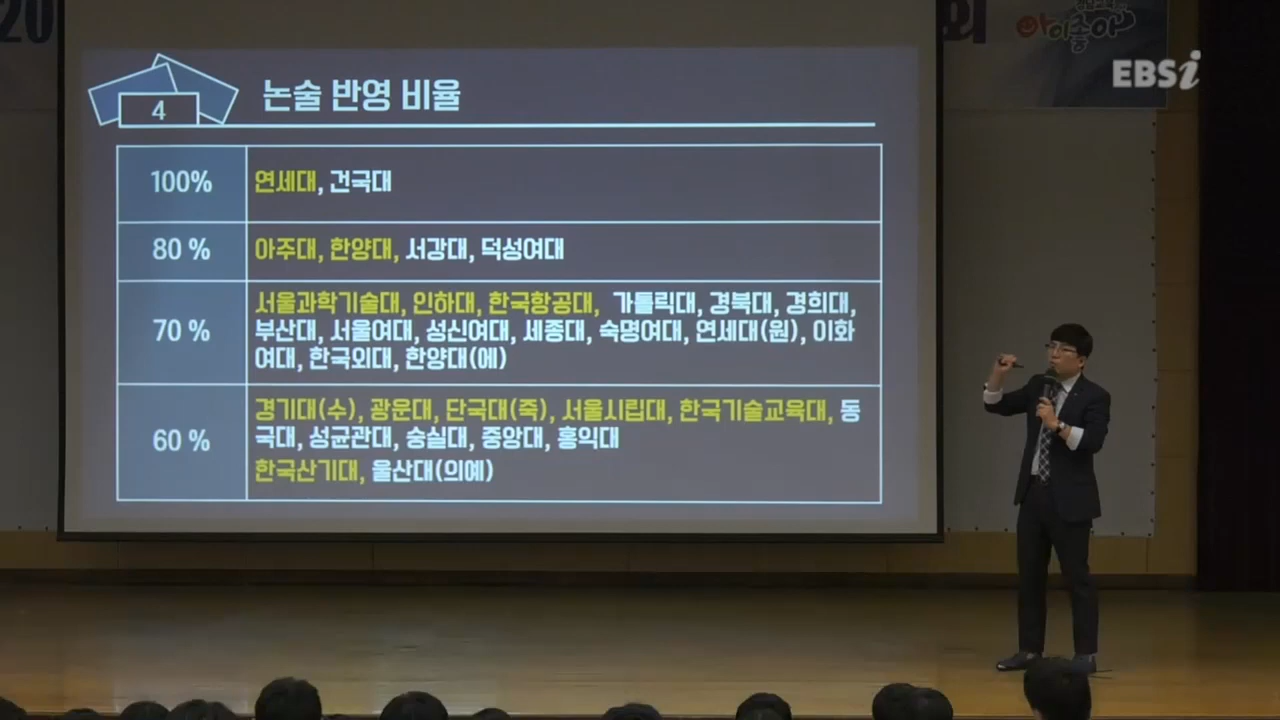 20
회
아이좋아
EBSi
4
논술 반영 비율
100%
연세대, 건국대
80 %
아주대, 한양대, 서강대, 덕성여대
70 %
서울과학기술대, 인하대, 한국항공대, 가톨릭대, 경북대, 경희대,
부산대, 서울여대, 성신여대, 세종대, 숙명여대, 연세대(원), 이화
여대, 한국외대, 한양대(에)
60 %
경기대(수), 광운대, 단국대(죽), 서울시립대, 한국기술교육대, 동
국대, 성균관대, 숭실대, 중앙대, 홍익대
한국산기대, 울산대(의예)